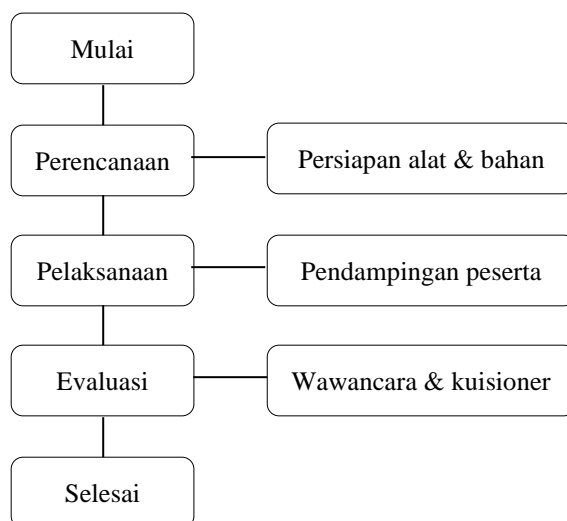 Mulai
Perencanaan
Persiapan alat & bahan
Pelaksanaan
Pendampingan peserta
Evaluasi
Wawancara & kuisioner
Selesai